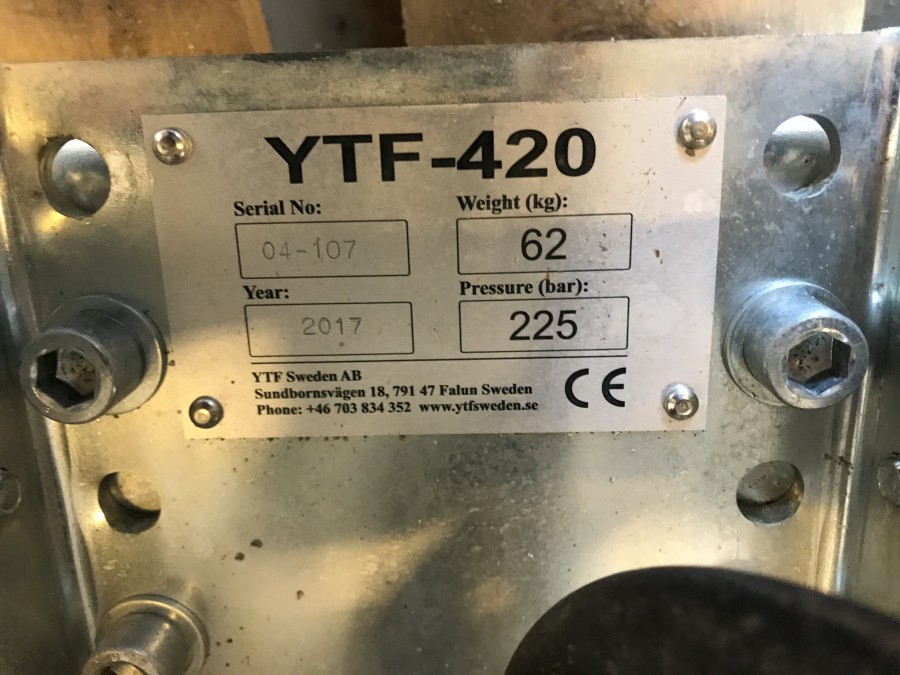 YTF-420
Serial No:
04-107
Weight (kg):
62
Year:
2017
Pressure (bar):
225
YTF Sweden AB
Sundbornsvägen 18, 791 47 Falun Sweden
Phone: +46 703 834 352 www.ytfsweden.se
CE